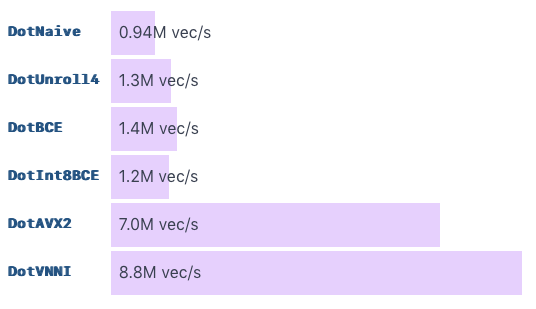 DotNaive 0.94M vec/s
DotUnroll4 1.3M vec/s
DotBCE 1.4M vec/s
DotInt8BCE 1.2M vec/s
DotAVX2 7.0M vec/s
DotVNNI 8.8M vec/s